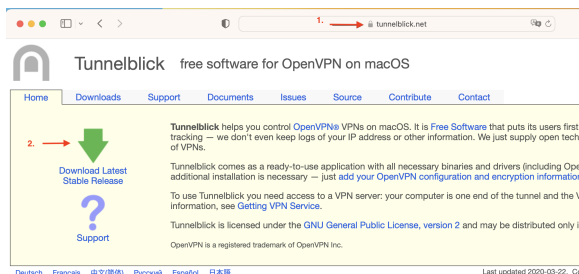 1.
tunnelblick.net
Tunnelblick free software for OpenVPN on macOS
Home Downloads Support Documents Issues Source Contribute Contact
2.
Download Latest
Stable Release
Support
Tunnelblick helps you control OpenVPN® VPNs on macOS. It is Free Software that puts its users first
tracking — we don't even keep logs of your IP address or other information. We just supply open tech
of VPNs.
Tunnelblick comes as a ready-to-use application with all necessary binaries and drivers (including Ope
additional installation is necessary — just add your OpenVPN configuration and encryption information
To use Tunnelblick you need access to a VPN server: your computer is one end of the tunnel and the V
information, see Getting VPN Service.
Tunnelblick is licensed under the GNU General Public License, version 2 and may be distributed only i
OpenVPN is a registered trademark of OpenVPN Inc.
Deutsch Français 中文(简体) Русский Español 日本語
Last updated 2020-03-22. Co